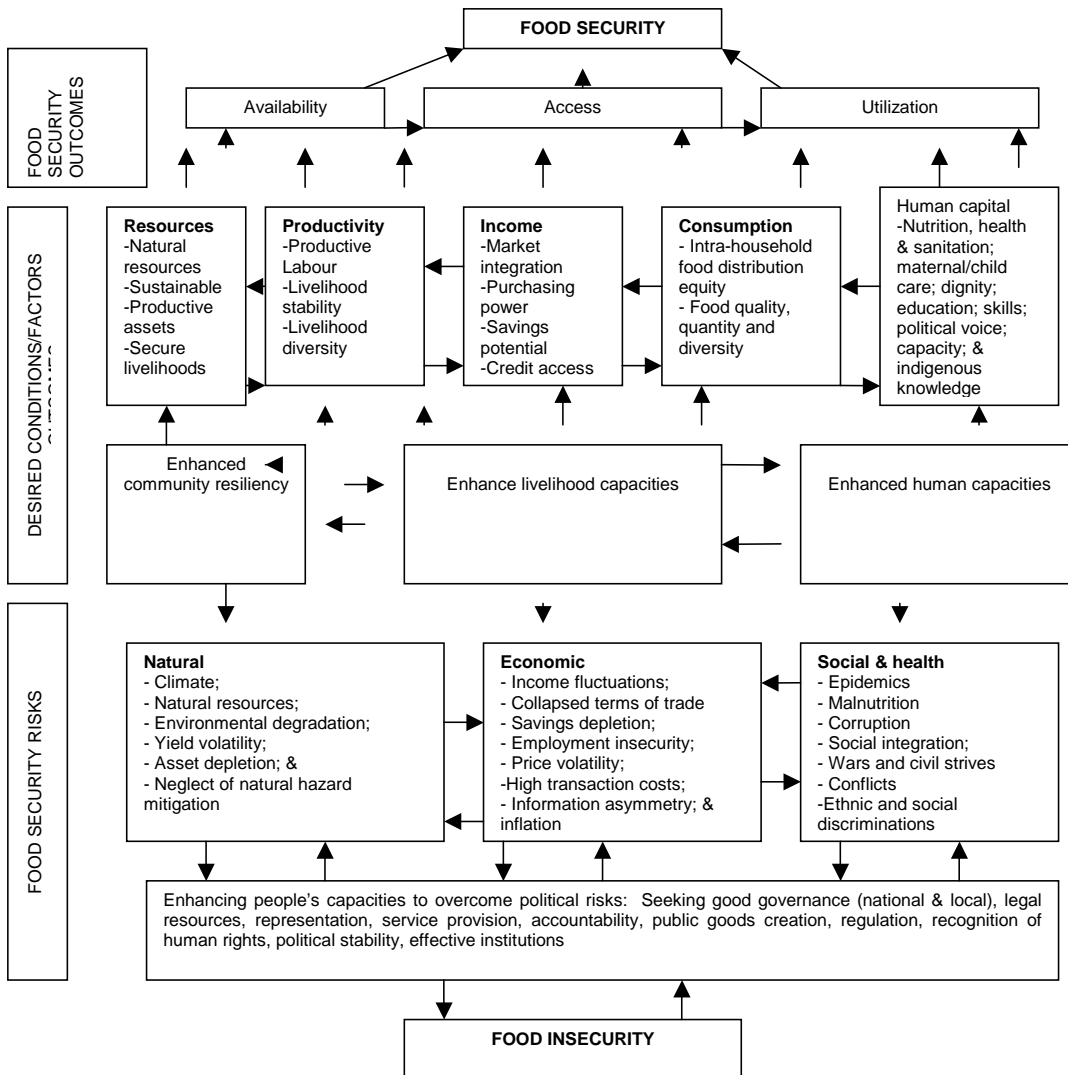 FOOD SECURITY
FOOD
SECURITY
OUTCOMES
Availability
Access
Utilization
DESIRED CONDITIONS/FACTORS
Resources
-Natural
resources
-Sustainable
-Productive
assets
-Secure
livelihoods
Productivity
-Productive
Labour
-Livelihood
stability
-Livelihood
diversity
Income
-Market
integration
-Purchasing
power
-Savings
potential
-Credit access
Consumption
- Intra-household
food distribution
equity
- Food quality,
quantity and
diversity
Human capital
-Nutrition, health
& sanitation;
maternal/child
care; dignity;
education; skills;
political voice;
capacity; &
indigenous
knowledge
Enhanced
community resiliency
Enhance livelihood capacities
Enhanced human capacities
FOOD SECURITY RISKS
Natural
- Climate;
- Natural resources;
- Environmental degradation;
- Yield volatility;
- Asset depletion; &
- Neglect of natural hazard
mitigation
Economic
- Income fluctuations;
- Collapsed terms of trade
- Savings depletion;
- Employment insecurity;
- Price volatility;
-High transaction costs;
- Information asymmetry; &
inflation
Social & health
- Epidemics
- Malnutrition
- Corruption
- Social integration;
- Wars and civil strives
- Conflicts
-Ethnic and social
discriminations
Enhancing people's capacities to overcome political risks: Seeking good governance (national & local), legal
resources, representation, service provision, accountability, public goods creation, regulation, recognition of
human rights, political stability, effective institutions
FOOD INSECURITY